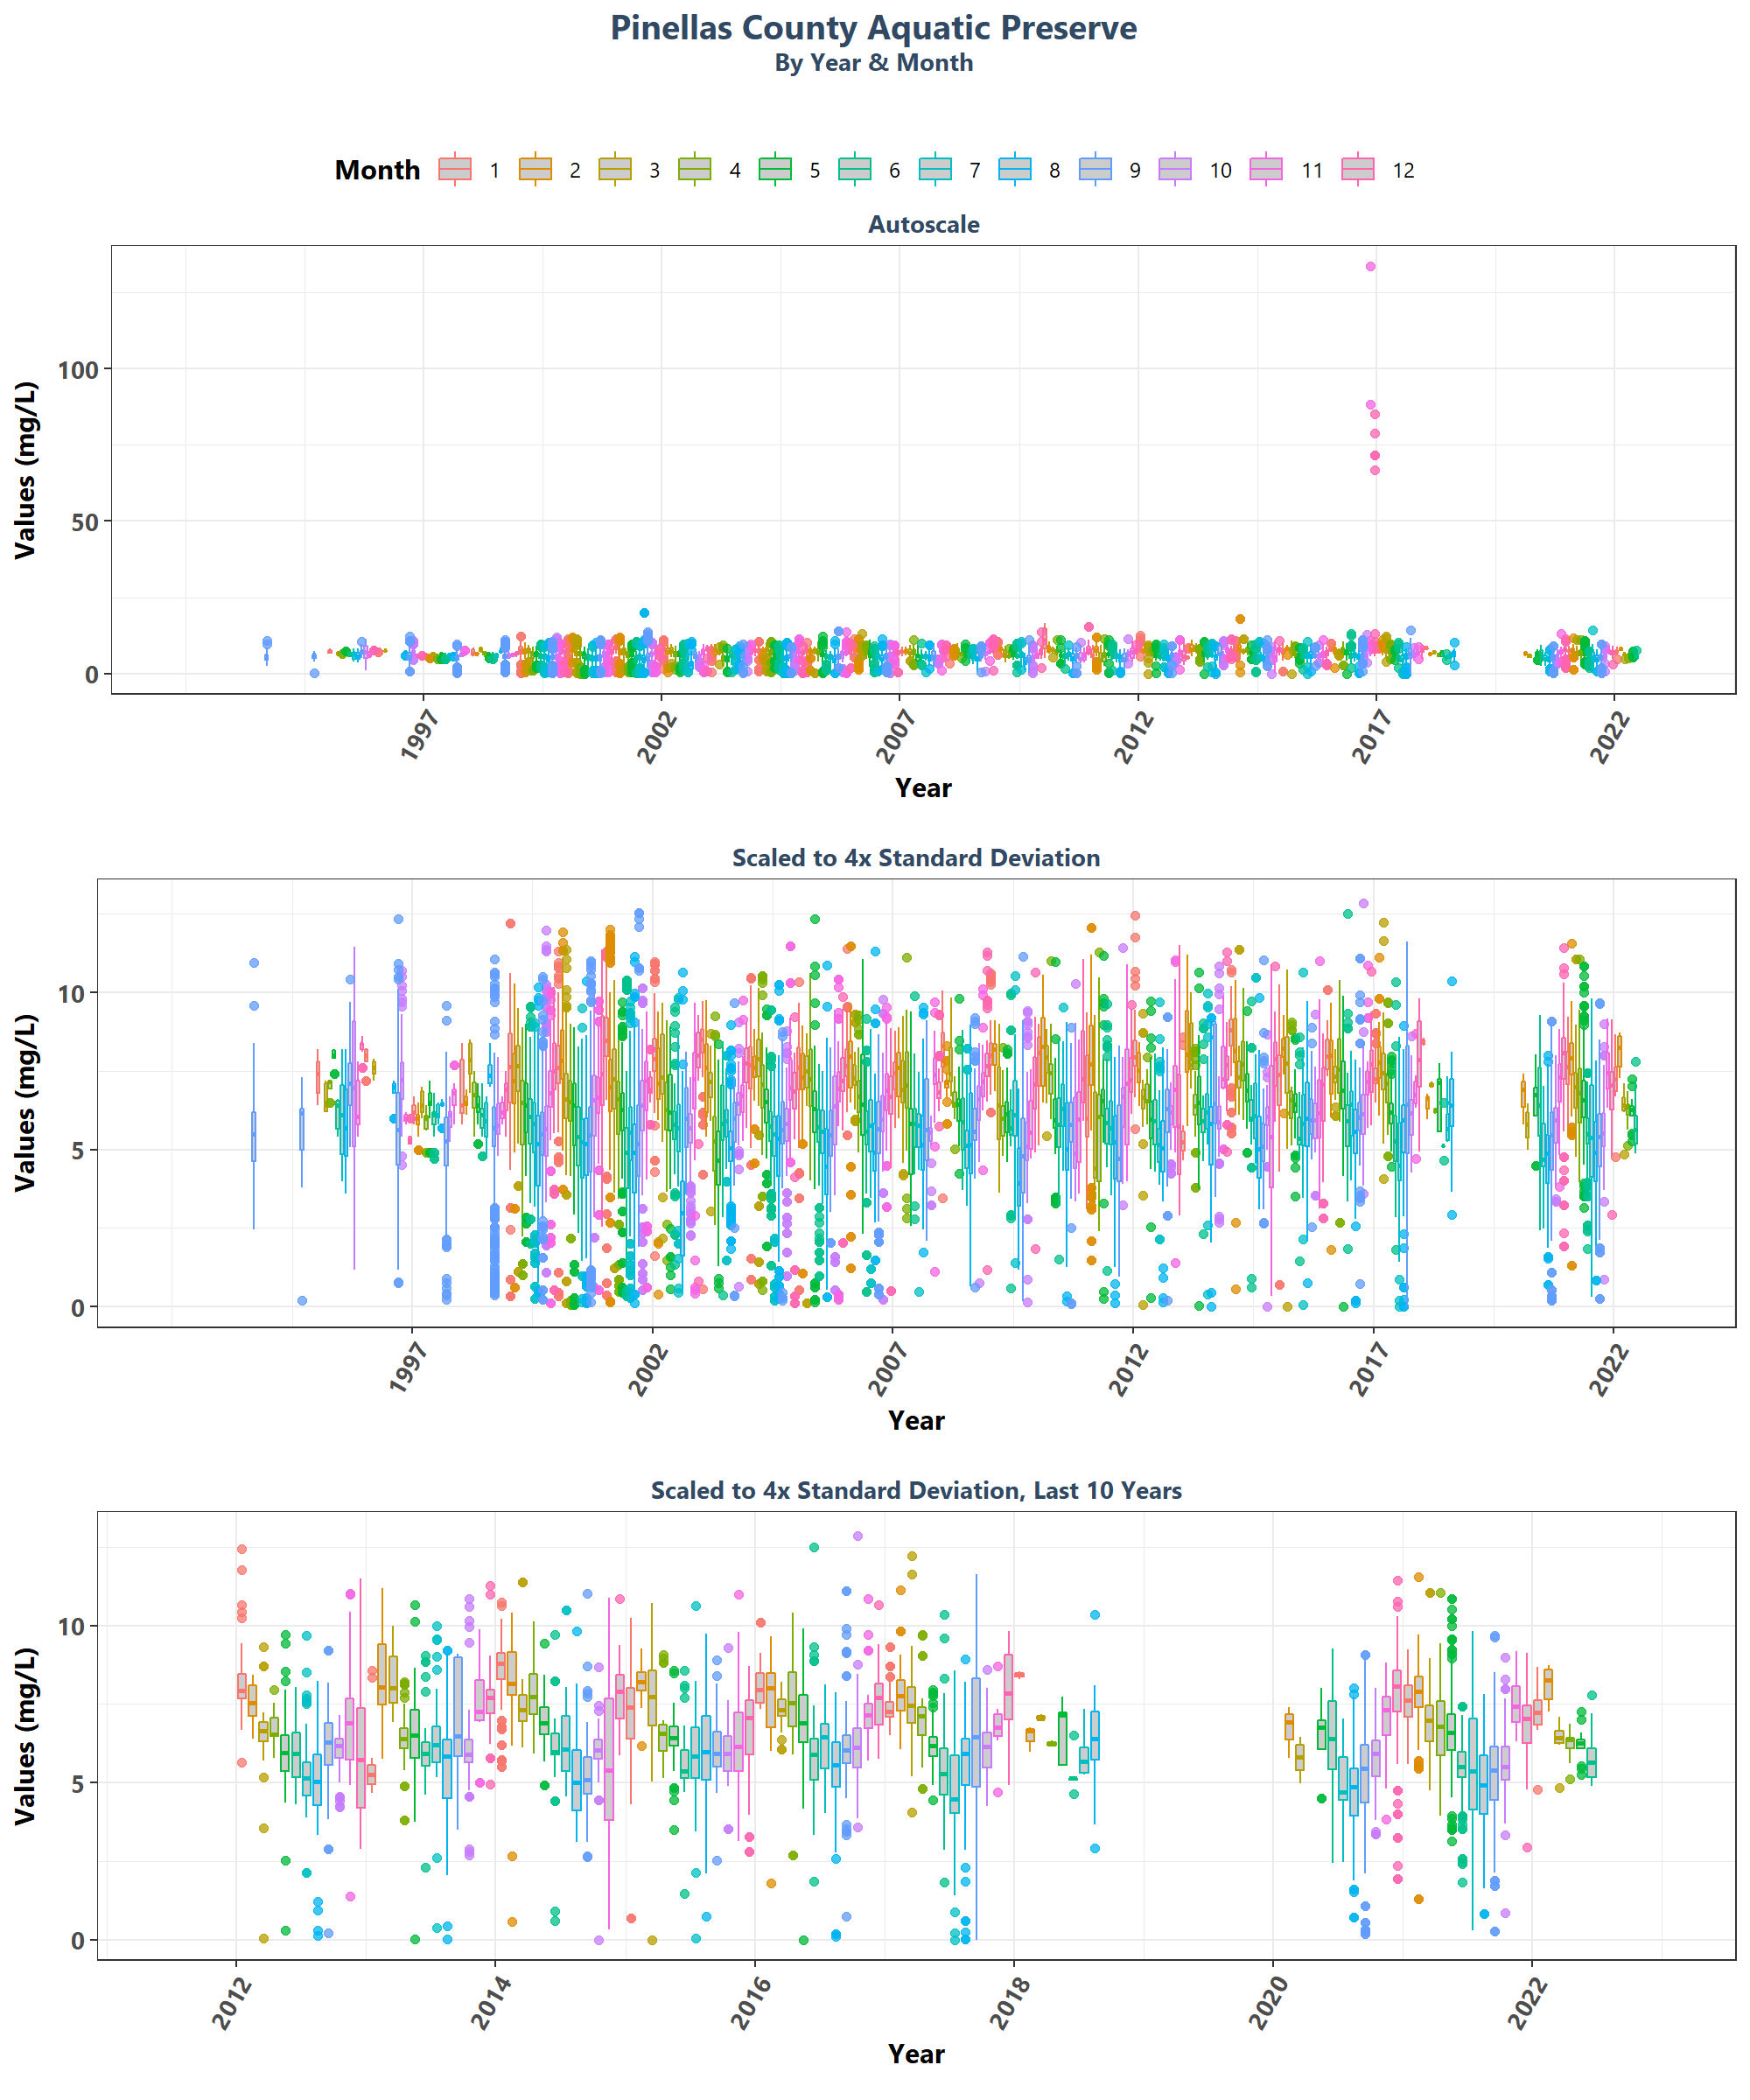 Pinellas County Aquatic Preserve
By Year & Month
Month 1 2 3 4 5 6 7 8 9 10 11 12
Autoscale
Values (mg/L)
100
50
0
1997 2002 2007 2012 2017 2022
Year
Scaled to 4x Standard Deviation
Values (mg/L)
10
5
0
1997 2002 2007 2012 2017 2022
Year
Scaled to 4x Standard Deviation, Last 10 Years
Values (mg/L)
10
5
0
2012 2014 2016 2018 2020 2022
Year